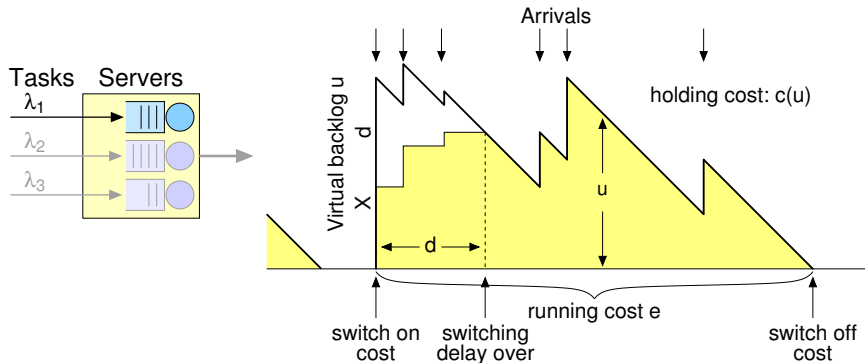 Arrivals
Tasks
Servers
λ1
λ2
λ3
Virtual backlog u
d
X
holding cost: c(u)
u
d
running cost e
switch on
cost
switching
delay over
switch off
cost